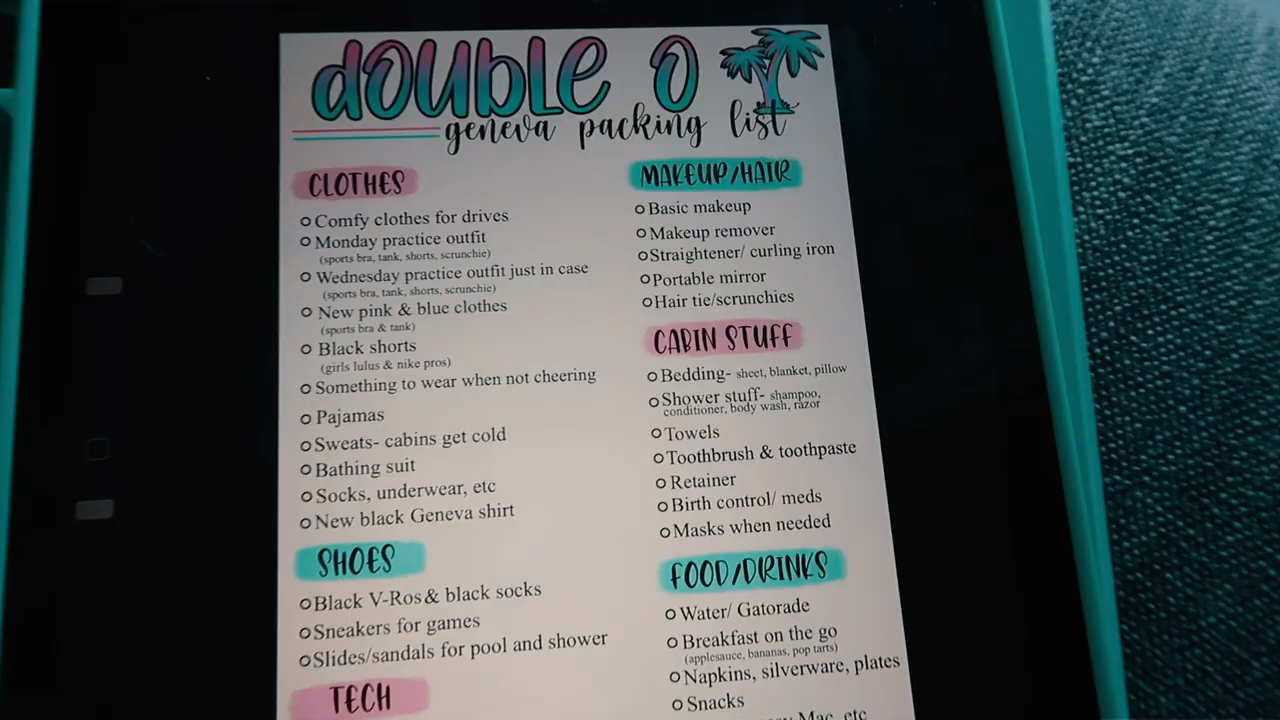 double o
geneva packing list
CLOTHES
Comfy clothes for drives
Monday practice outfit
(sports bra, tank, shorts, scrunchie)
Wednesday practice outfit just in case
(sports bra, tank, shorts, scrunchie)
New pink & blue clothes
(sports bra & tank)
Black shorts
(girls lulus & nike pros)
Something to wear when not cheering
Pajamas
Sweats- cabins get cold
Bathing suit
Socks, underwear, etc
New black Geneva shirt
SHOES
Black V-Ros & black socks
Sneakers for games
Slides/sandals for pool and shower
TECH
MAKEUP/HAIR
Basic makeup
Makeup remover
Straightener/ curling iron
Portable mirror
Hair tie/scrunchies
CABIN STUFF
Bedding- sheet, blanket, pillow
Shower stuff- shampoo,
conditioner, body wash, razor
Towels
Toothbrush & toothpaste
Retainer
Birth control/ meds
Masks when needed
FOOD/DRINKS
Water/ Gatorade
Breakfast on the go
(applesauce, bananas, pop tarts)
Napkins, silverware, plates
Snacks
Mac, etc